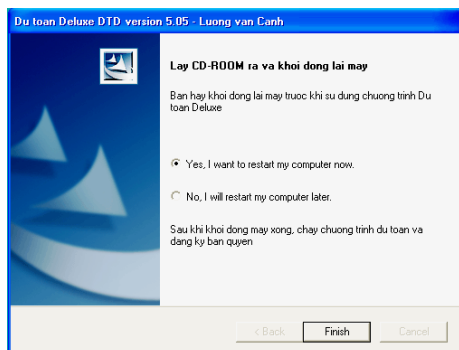 Du toan Deluxe DTD version 5.05 - Luong van Canh
Lay CD-ROOM ra va khoi dong lai may
Ban hay khoi dong lai may truoc khi su dung chuong trinh Du
toan Deluxe
Yes, I want to restart my computer now.
No, I will restart my computer later.
Sau khi khoi dong may xong, chay chuong trinh du toan va
dang ky ban quyen
< Back
Finish
Cancel